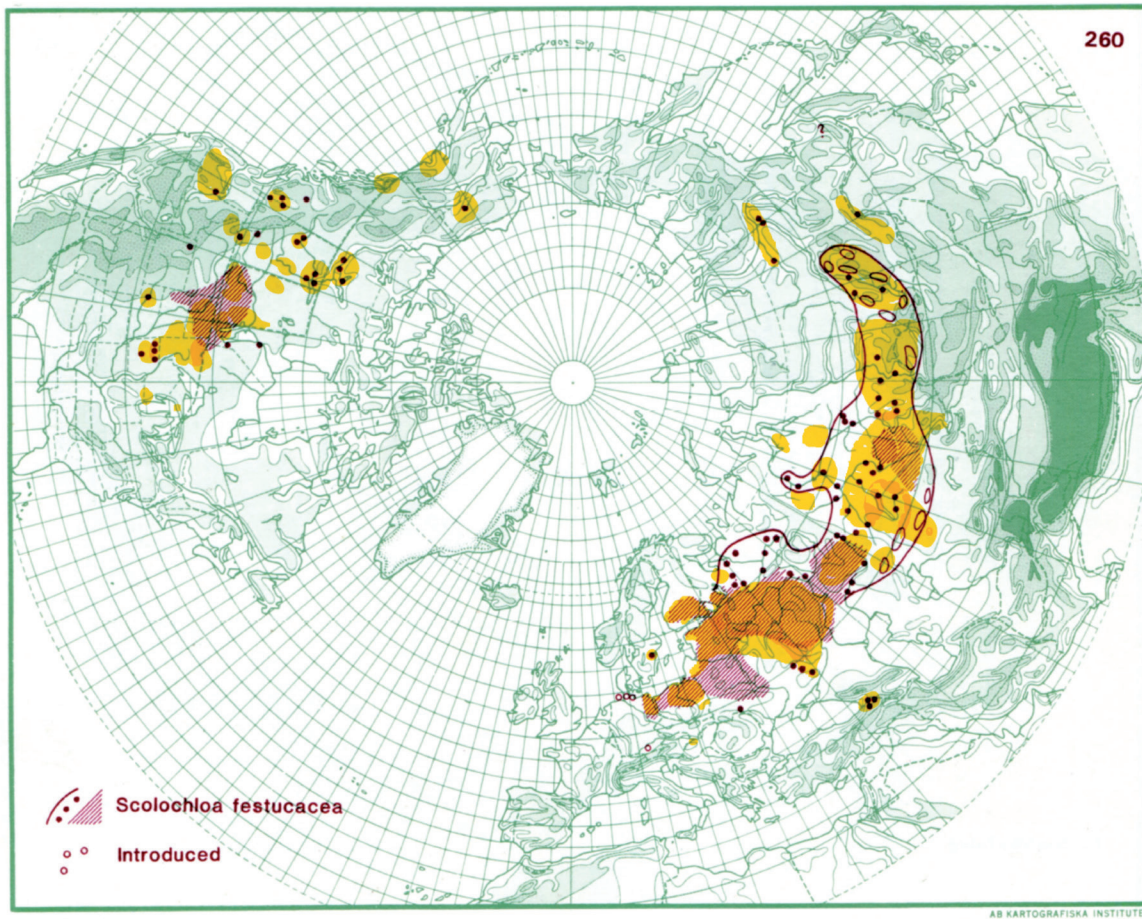 260
?
Scolochloa festucacea
Introduced
AB KARTOGRAFISKA INSTITUTE